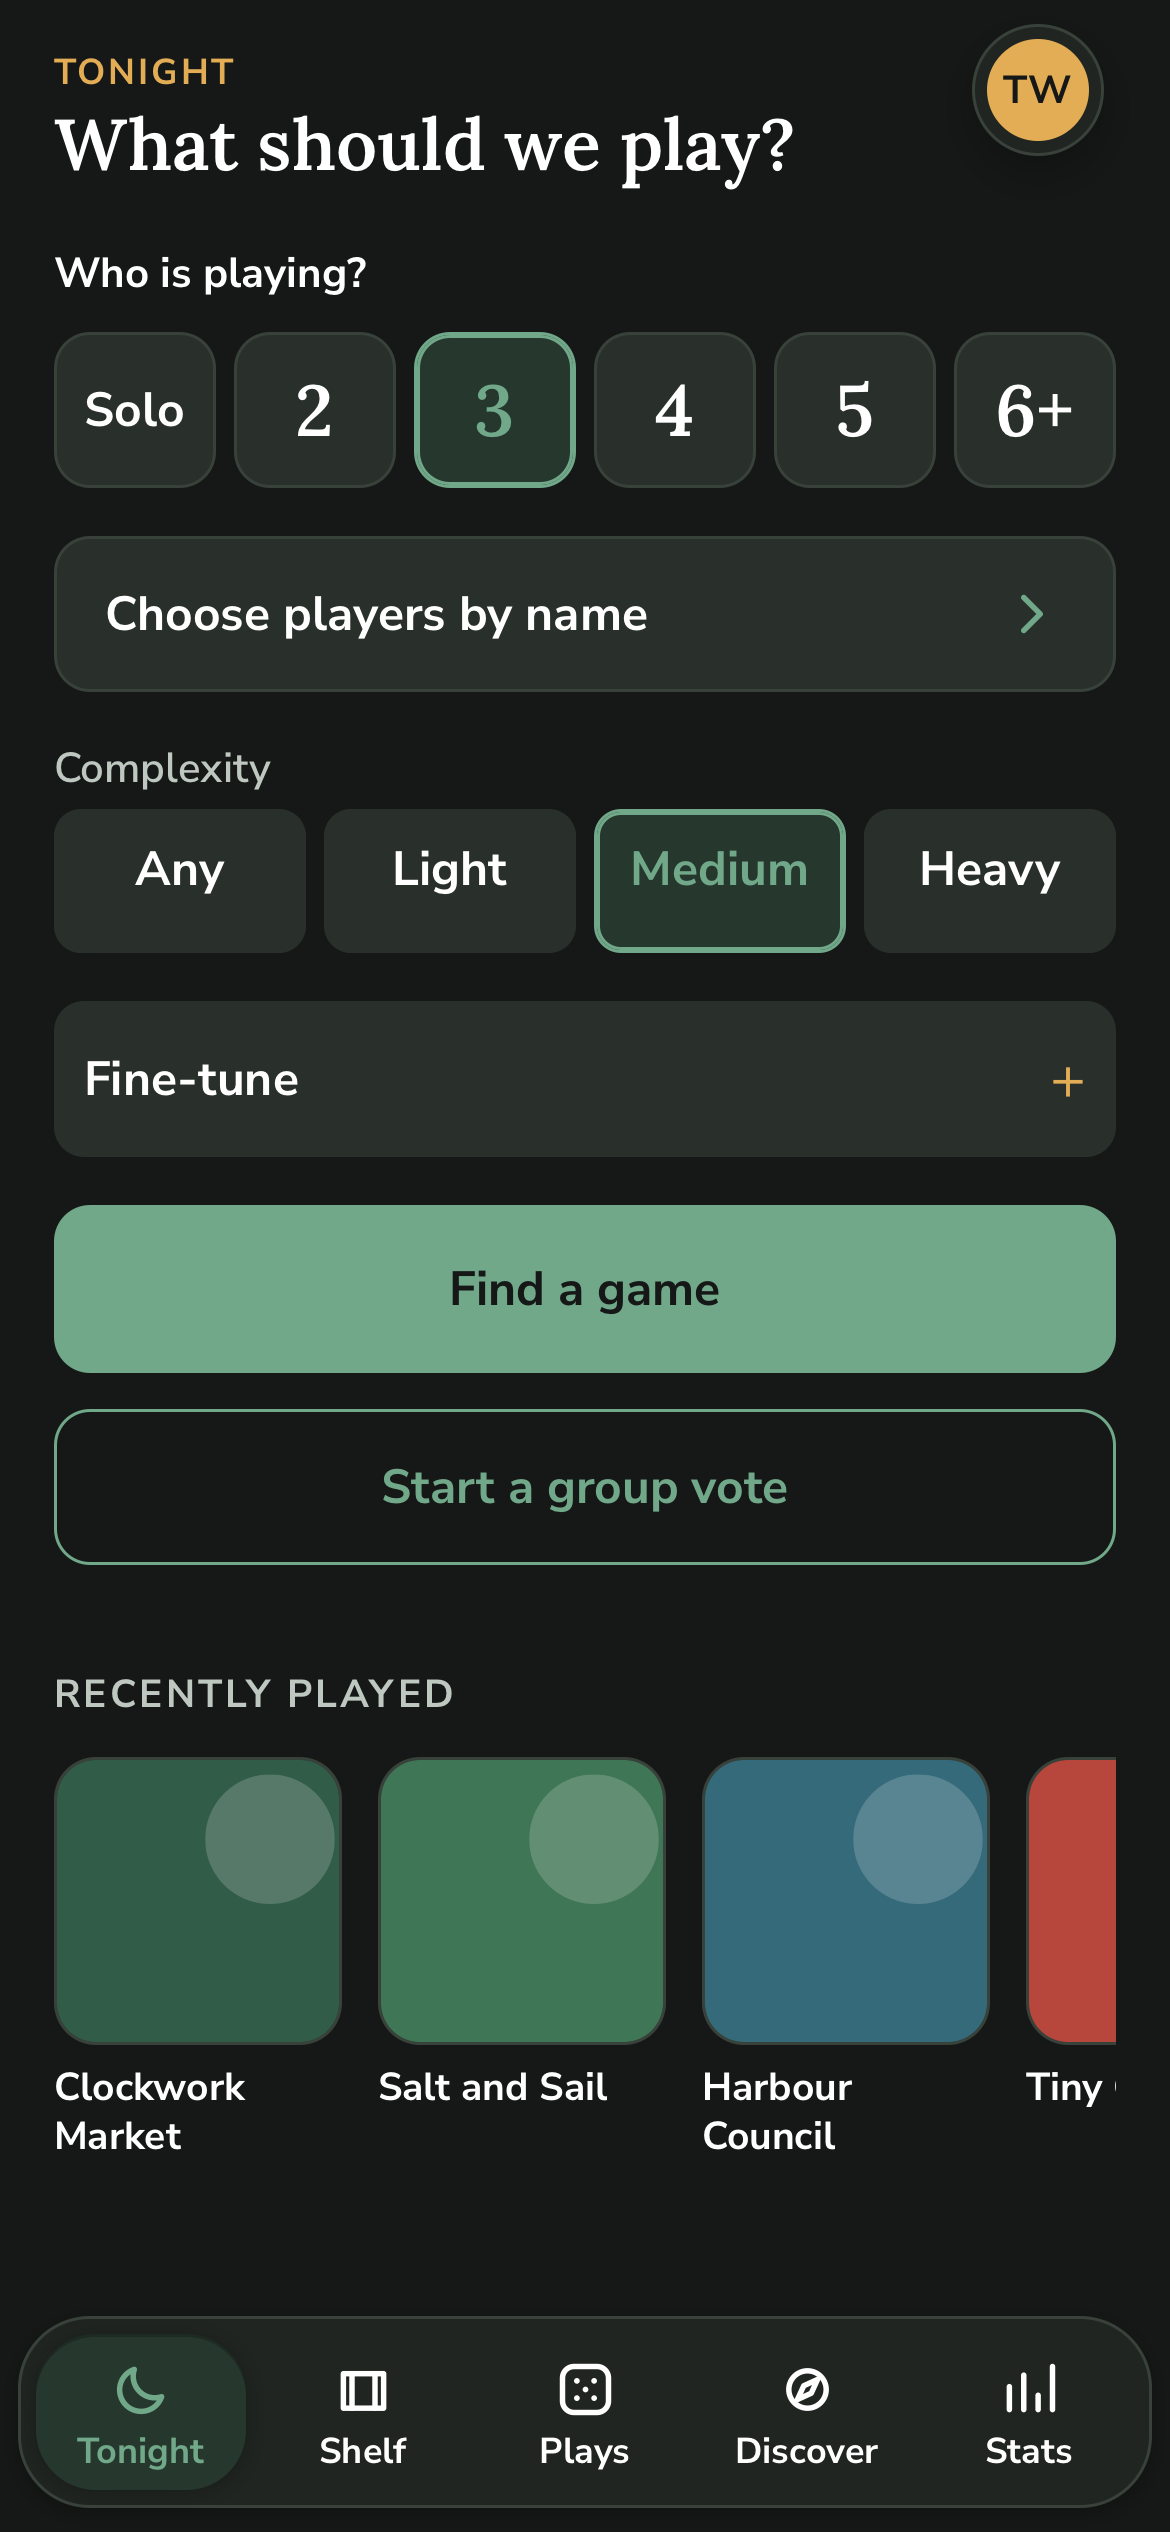 TONIGHT
TW
What should we play?
Who is playing?
Solo
2
3
4
5
6+
Choose players by name
Complexity
Any
Light
Medium
Heavy
Fine-tune
+
Find a game
Start a group vote
RECENTLY PLAYED
Clockwork
Market
Salt and Sail
Harbour
Council
Tiny
Tonight
Shelf
Plays
Discover
Stats